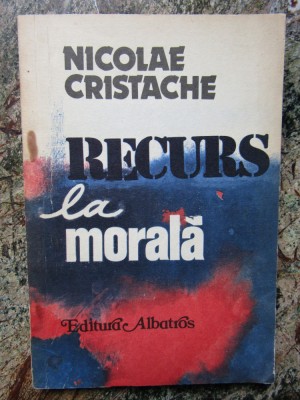 NICOLAE
CRISTACHE
RECURS
la
morală
Editura Albatros